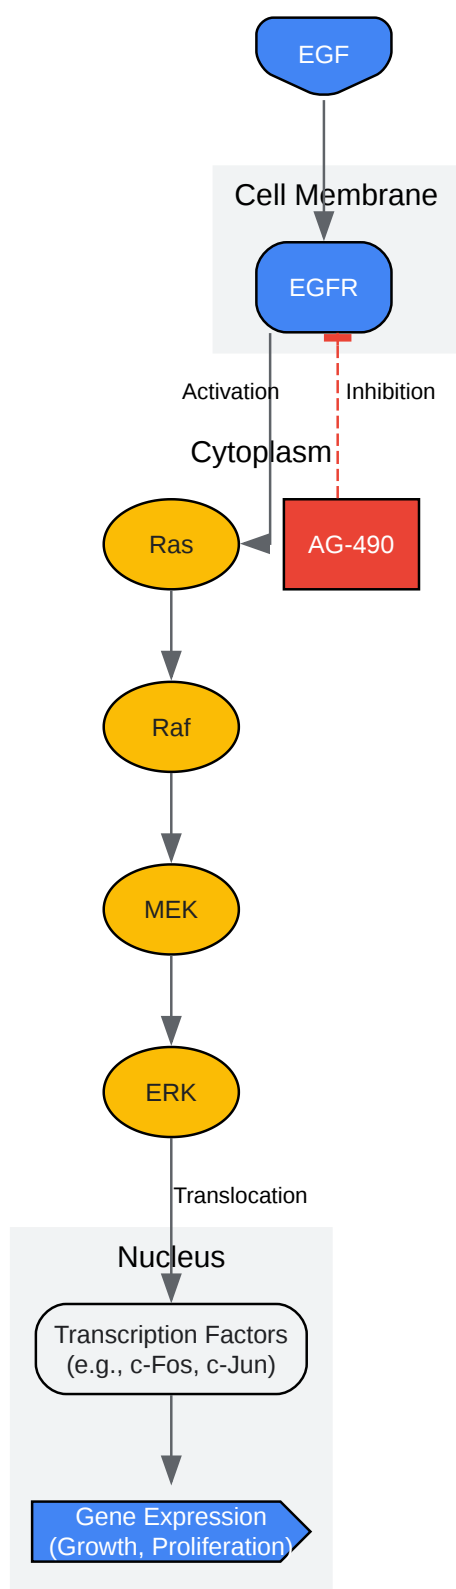 EGF
Cell Membrane
EGFR
Activation
Inhibition
Cytoplasm
Ras
AG-490
Raf
MEK
ERK
Translocation
Nucleus
Transcription Factors
(e.g., c-Fos, c-Jun)
Gene Expression
(Growth, Proliferation)